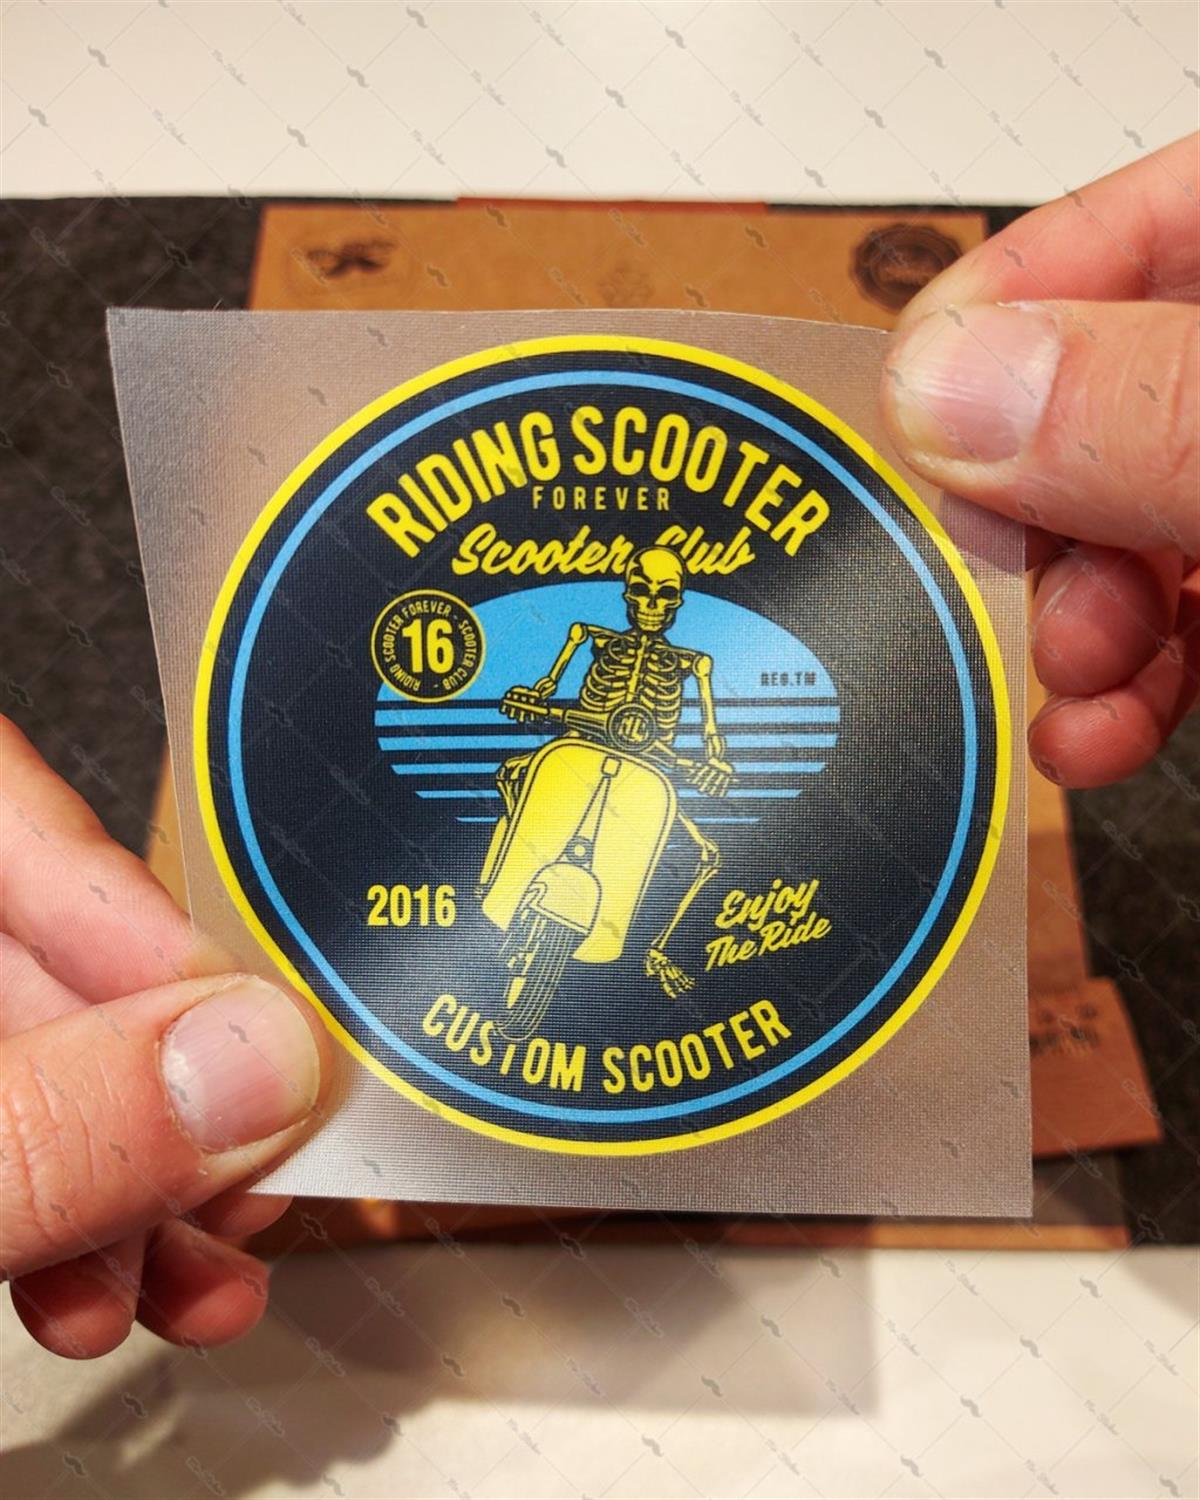 RIDING SCOOTER
FOREVER
Scooter Club
RIDING SCOOTER FOREVER - SCOOTER CLUB -
16
REG.TM
2016
Enjoy
The Ride
CUSTOM SCOOTER